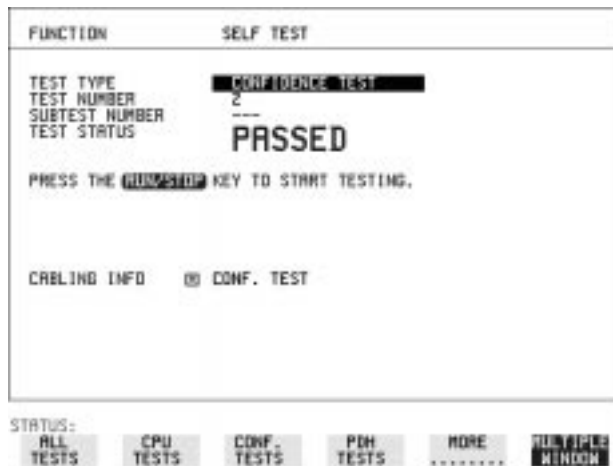 FUNCTION SELF TEST
TEST TYPE CONFIDENCE TEST
TEST NUMBER 2
SUBTEST NUMBER ---
TEST STATUS PASSED
PRESS THE RUN/STOP KEY TO START TESTING.
CABLING INFO CONF. TEST
STATUS:
ALL TESTS CPU TESTS CONF. TESTS PDH TESTS MORE ........ MULTIPLE WINDOW